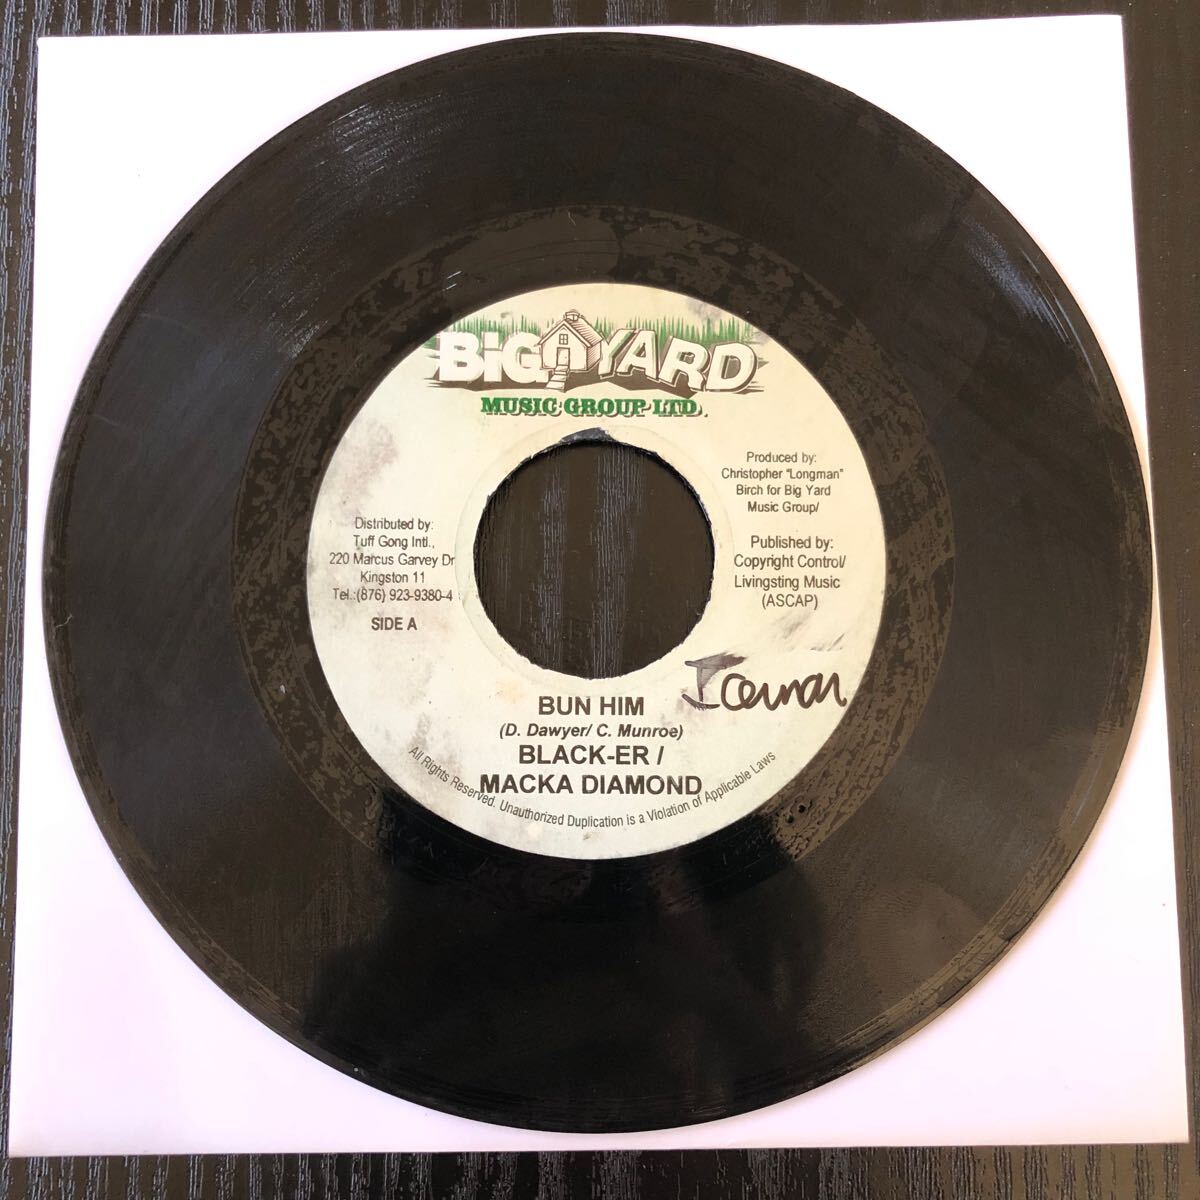 BiG YARD
MUSIC GROUP LTD.
Produced by:
Christopher "Longman"
Birch for Big Yard
Music Group/
Distributed by:
Tuff Gong Intl.,
220 Marcus Garvey Dr
Kingston 11
Tel.:(876) 923-9380-4
SIDE A
Published by:
Copyright Control/
Livingsting Music
(ASCAP)
Iceman
BUN HIM
(D. Dawyer/ C. Munroe)
BLACK-ER /
MACKA DIAMOND
All Rights Reserved. Unauthorized Duplication is a Violation of Applicable Laws